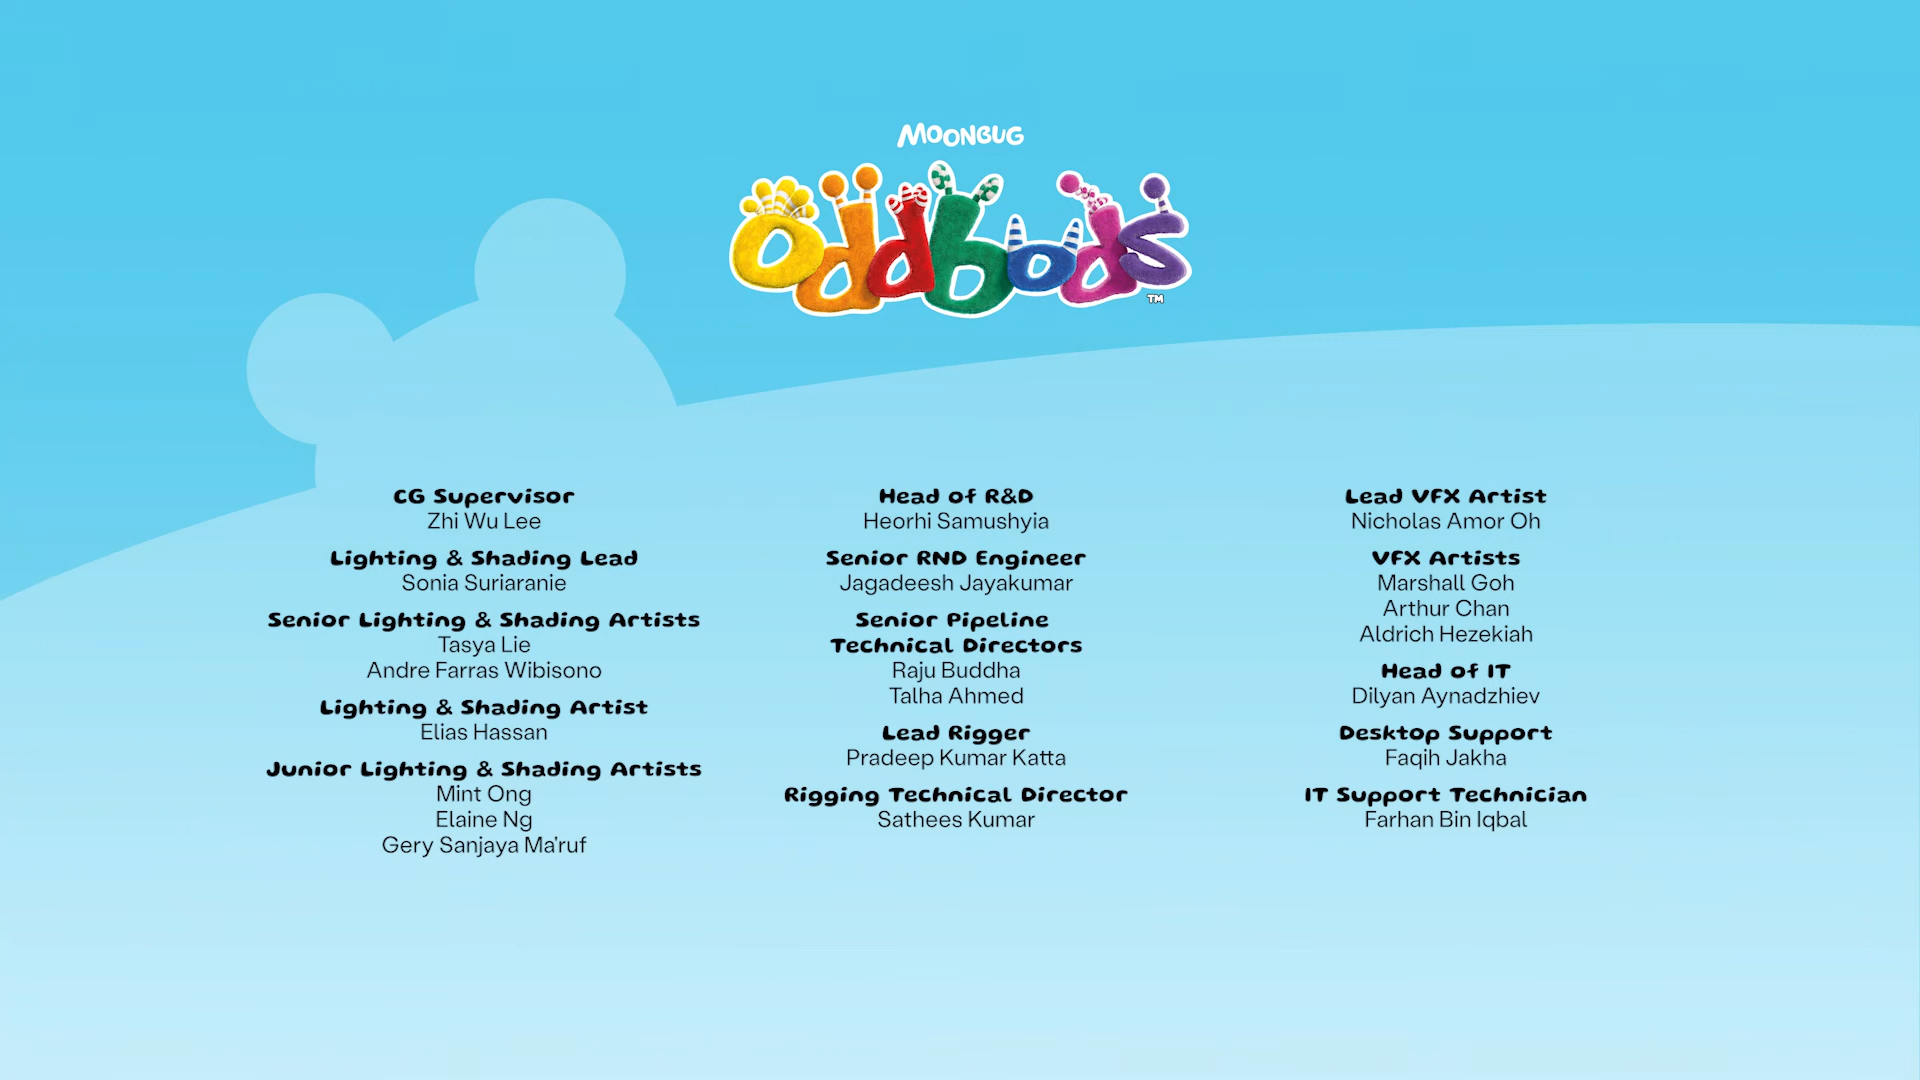 MOONBUG
oddbods
TM
CG Supervisor
Zhi Wu Lee
Lighting & Shading Lead
Sonia Suriaranie
Senior Lighting & Shading Artists
Tasya Lie
Andre Farras Wibisono
Lighting & Shading Artist
Elias Hassan
Junior Lighting & Shading Artists
Mint Ong
Elaine Ng
Gery Sanjaya Ma'ruf
Head of R&D
Heorhi Samushyia
Senior RND Engineer
Jagadeesh Jayakumar
Senior Pipeline
Technical Directors
Raju Buddha
Talha Ahmed
Lead Rigger
Pradeep Kumar Katta
Rigging Technical Director
Sathees Kumar
Lead VFX Artist
Nicholas Amor Oh
VFX Artists
Marshall Goh
Arthur Chan
Aldrich Hezekiah
Head of IT
Dilyan Aynadzhiev
Desktop Support
Faqih Jakha
IT Support Technician
Farhan Bin Iqbal